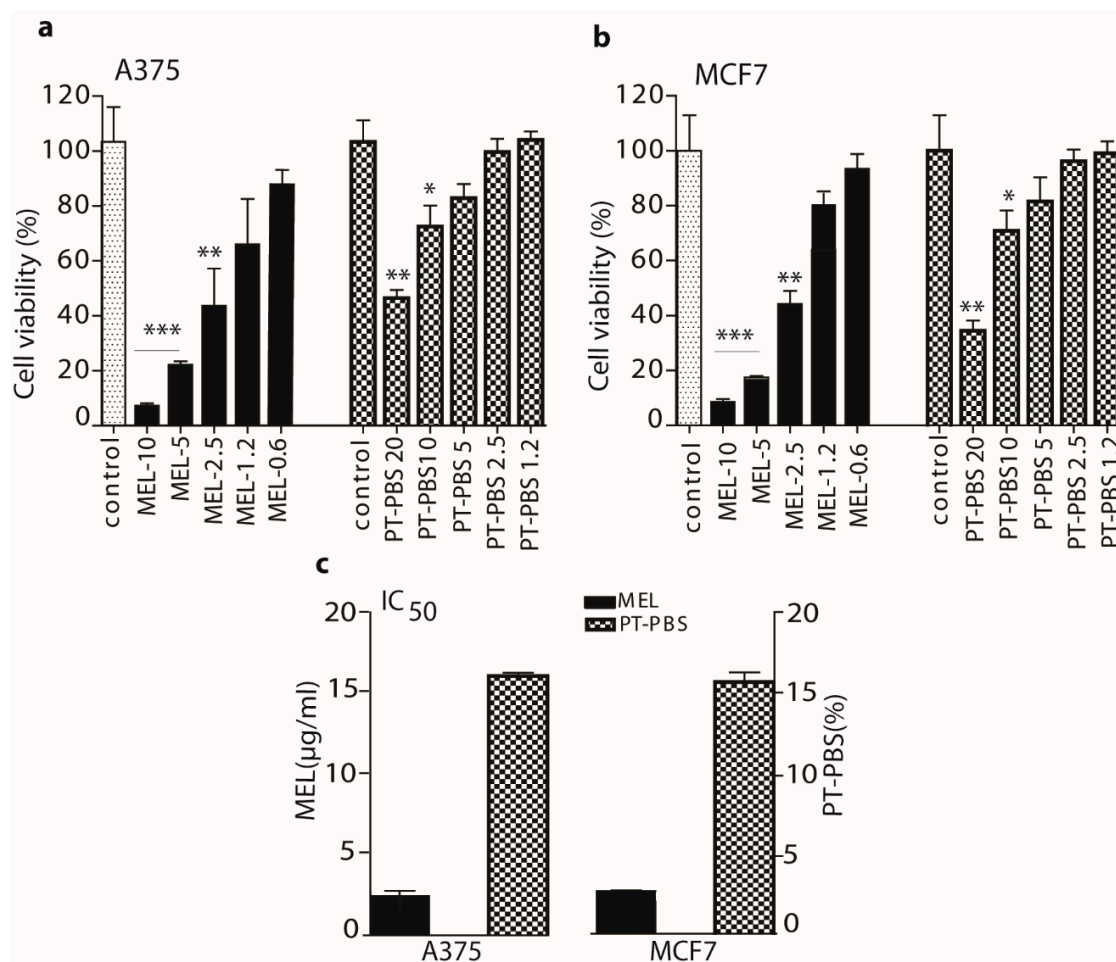 a
A375
Cell viability (%)
120
100
80
60
40
20
0
***
**
**
*
control
MEL-10
MEL-5
MEL-2.5
MEL-1.2
MEL-0.6
control
PT-PBS 20
PT-PBS10
PT-PBS 5
PT-PBS 2.5
PT-PBS 1.2
b
MCF7
Cell viability (%)
120
100
80
60
40
20
0
***
**
**
*
control
MEL-10
MEL-5
MEL-2.5
MEL-1.2
MEL-0.6
control
PT-PBS 20
PT-PBS10
PT-PBS 5
PT-PBS 2.5
PT-PBS 1.2
c
IC50
MEL
PT-PBS
MEL(µg/ml)
20
15
10
5
0
20
15
10
5
0
PT-PBS(%)
A375
MCF7